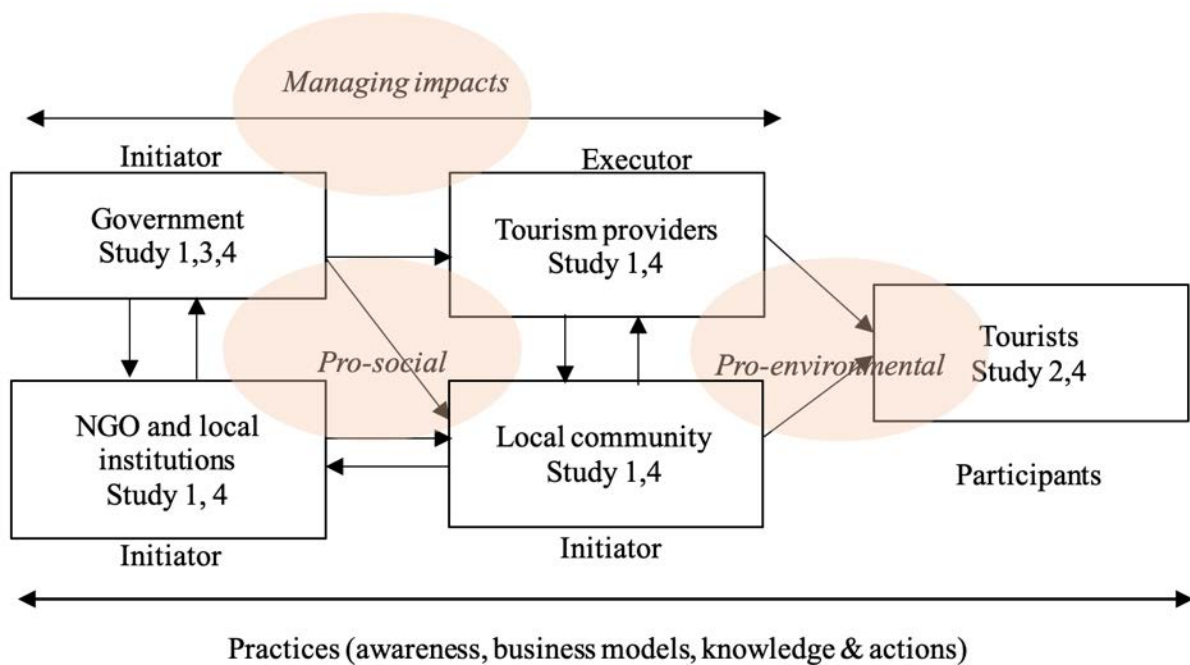 Managing impacts
Initiator
Executor
Government
Study 1,3,4
Tourism providers
Study 1,4
Pro-social
Pro-environmental
Tourists
Study 2,4
NGO and local
institutions
Study 1, 4
Local community
Study 1,4
Participants
Initiator
Initiator
Practices (awareness, business models, knowledge & actions)